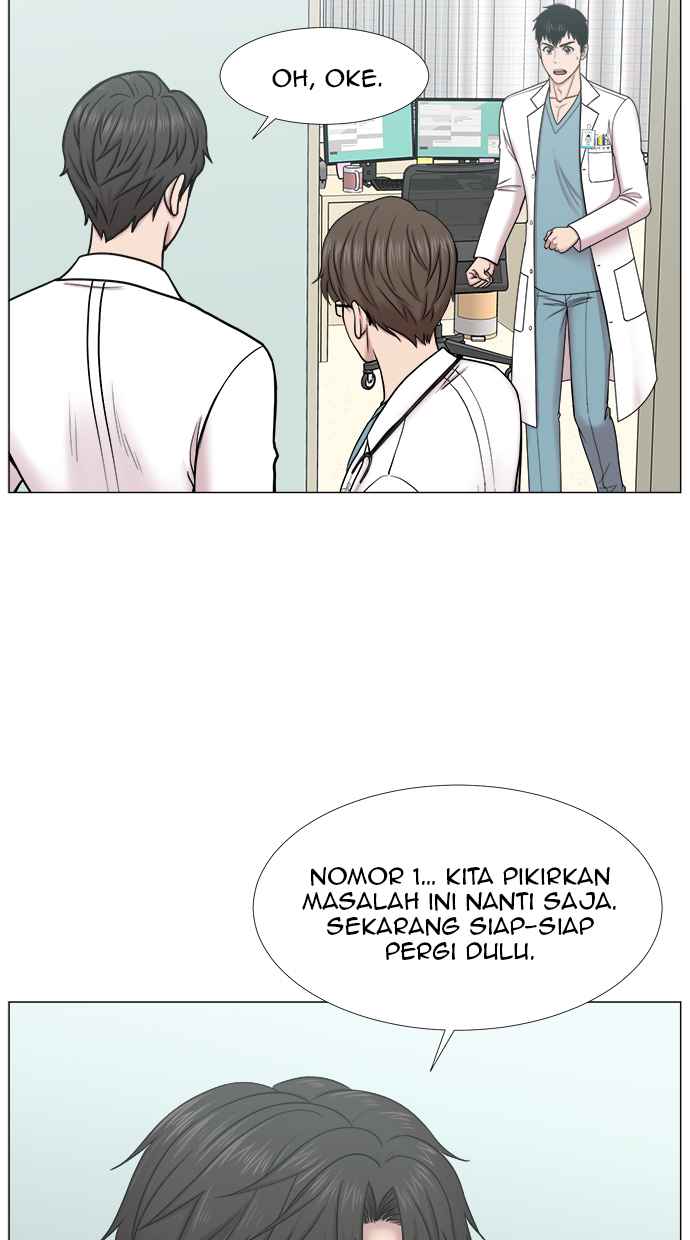 OH, OKE.
NOMOR 1... KITA PIKIRKAN
MASALAH INI NANTI SAJA.
SEKARANG SIAP-SIAP
PERGI DULU.